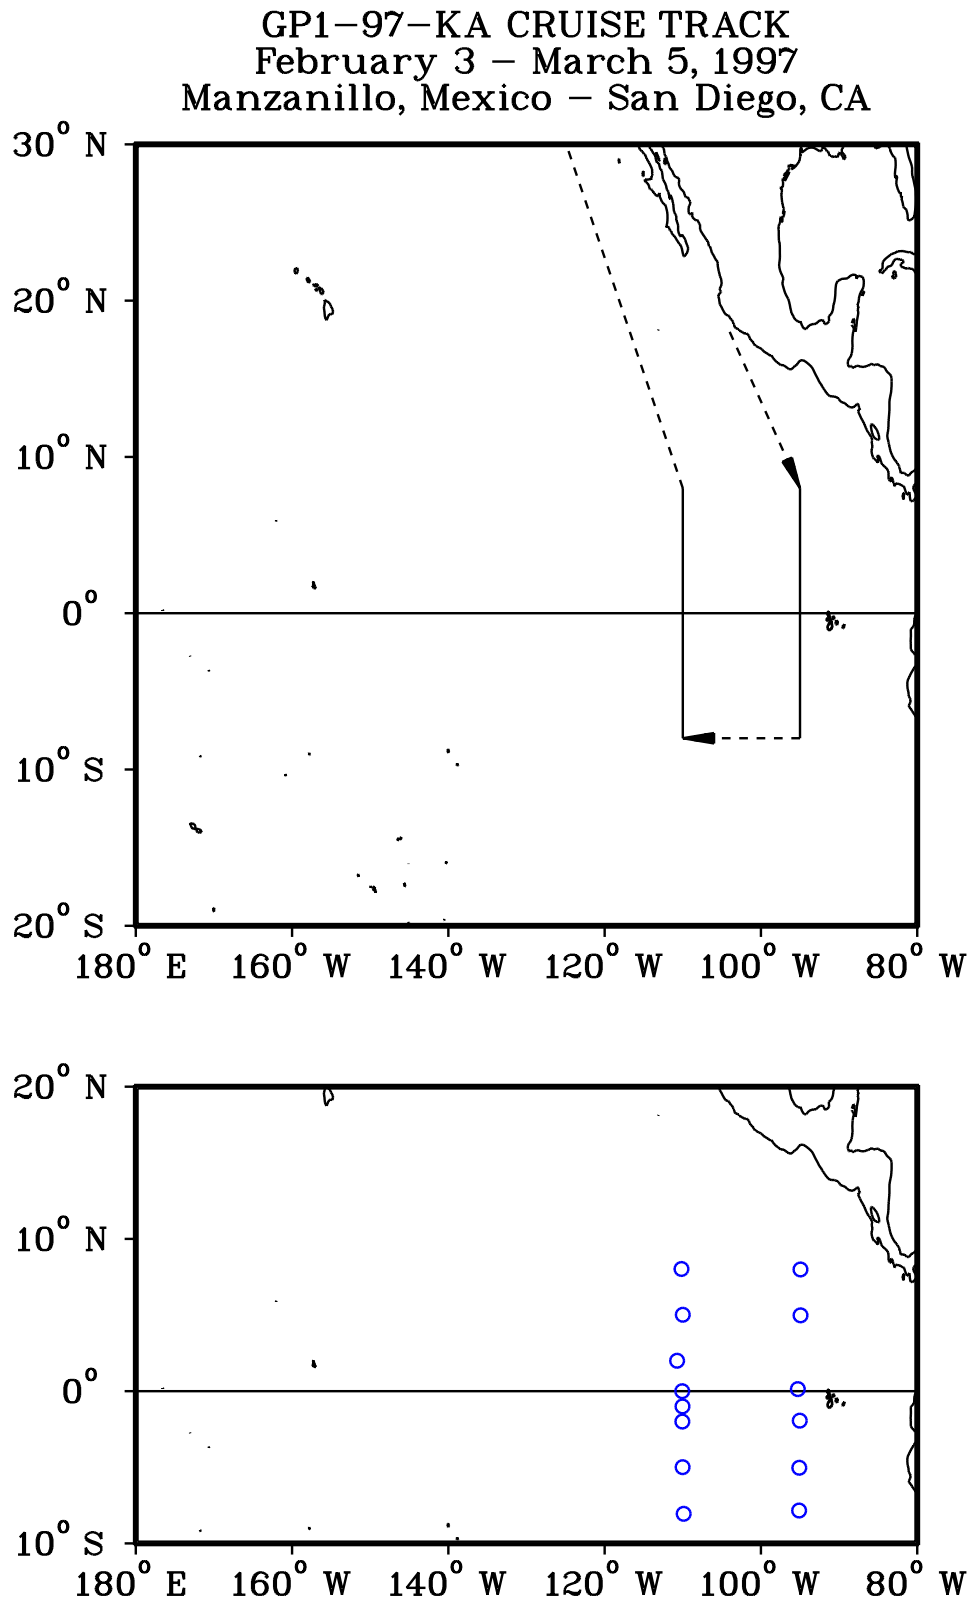 GP1-97-KA CRUISE TRACK
February 3 - March 5, 1997
Manzanillo, Mexico - San Diego, CA
30° N
20° N
10° N
0°
10° S
20° S
180° E 160° W 140° W 120° W 100° W 80° W
20° N
10° N
0°
10° S
180° E 160° W 140° W 120° W 100° W 80° W